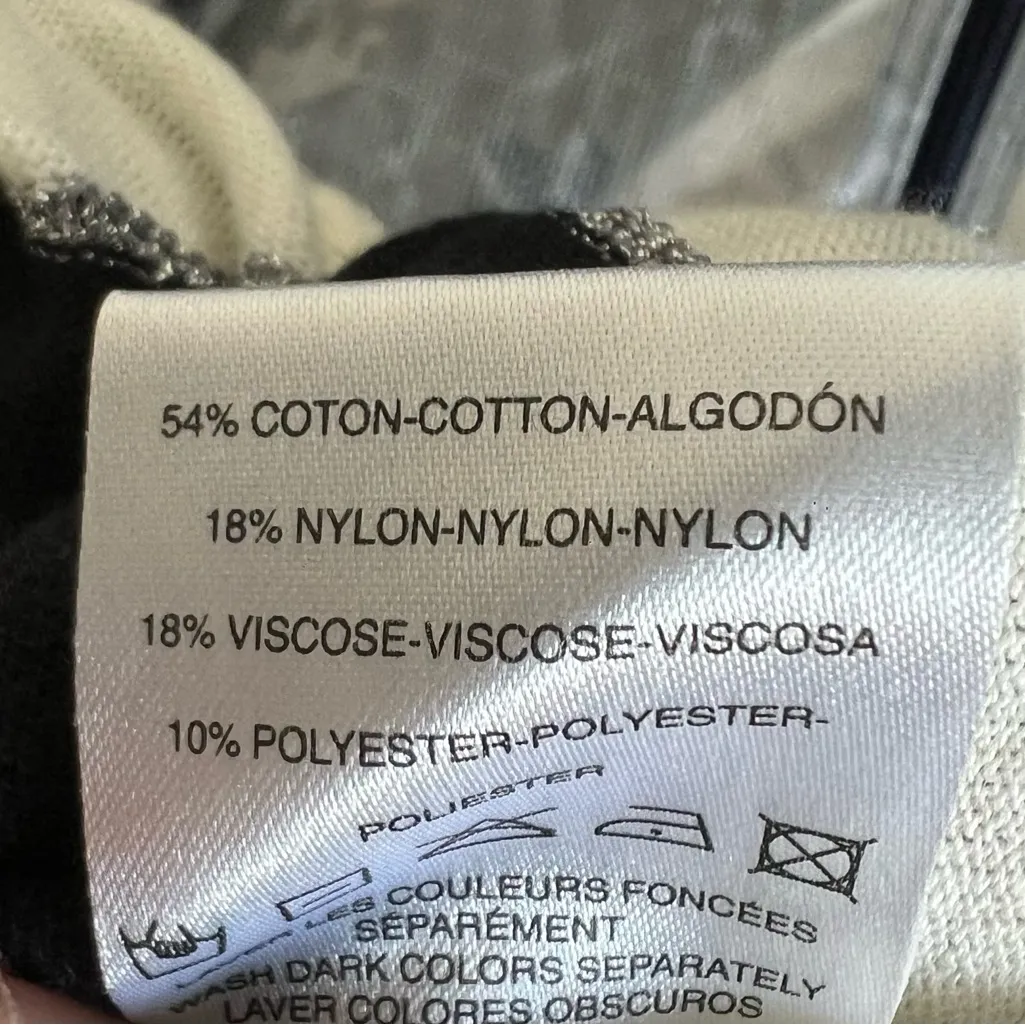 54% COTON-COTTON-ALGODÓN
18% NYLON-NYLON-NYLON
18% VISCOSE-VISCOSE-VISCOSA
10% POLYESTER-POLYESTER-
POLIESTER
LES COULEURS FONCÉES
SÉPARÉMENT
WASH DARK COLORS SEPARATELY
LAVER COLORES OBSCUROS